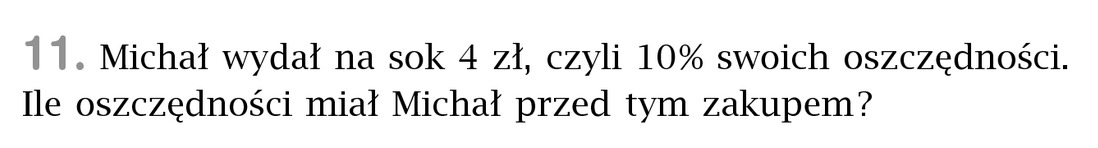 11. Michał wydał na sok 4 zł, czyli 10% swoich oszczędności.
Ile oszczędności miał Michał przed tym zakupem?